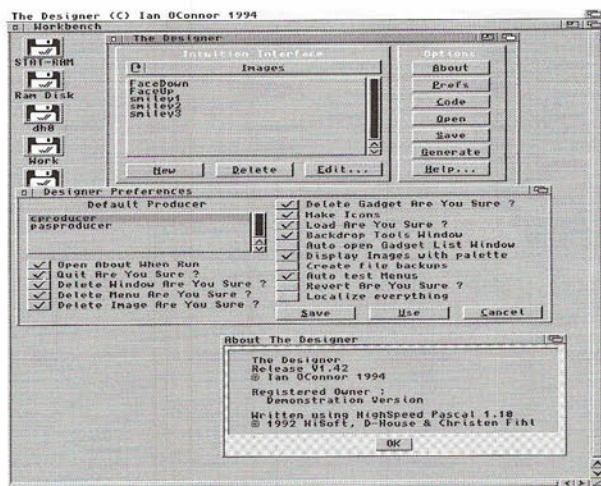 The Designer (C) Ian OConnor 1994
Workbench
STAT-RAM
Ram Disk
dh8
Work
The Designer
Intuition Interface
Images
FaceDown
FaceUp
smiley1
smiley2
smiley3
New
Delete
Edit...
Options
About
Prefs
Code
Open
Save
Generate
Help...
Designer Preferences
Default Producer
cproducer
pasproducer
Open About When Run
Quit Are You Sure ?
Delete Window Are You Sure ?
Delete Menu Are You Sure ?
Delete Image Are You Sure ?
Delete Gadget Are You Sure ?
Make Icons
Load Are You Sure ?
Backdrop Tools Window
Auto open Gadget List Window
Display Images with palette
Create file backups
Auto test Menus
Revert Are You Sure ?
Localize everything
Save
Use
Cancel
About The Designer
The Designer
Release V1.42
© Ian OConnor 1994
Registered Owner :
Demonstration Version
Written using HighSpeed Pascal 1.10
© 1992 HiSoft, D-House & Christen Fihl
OK